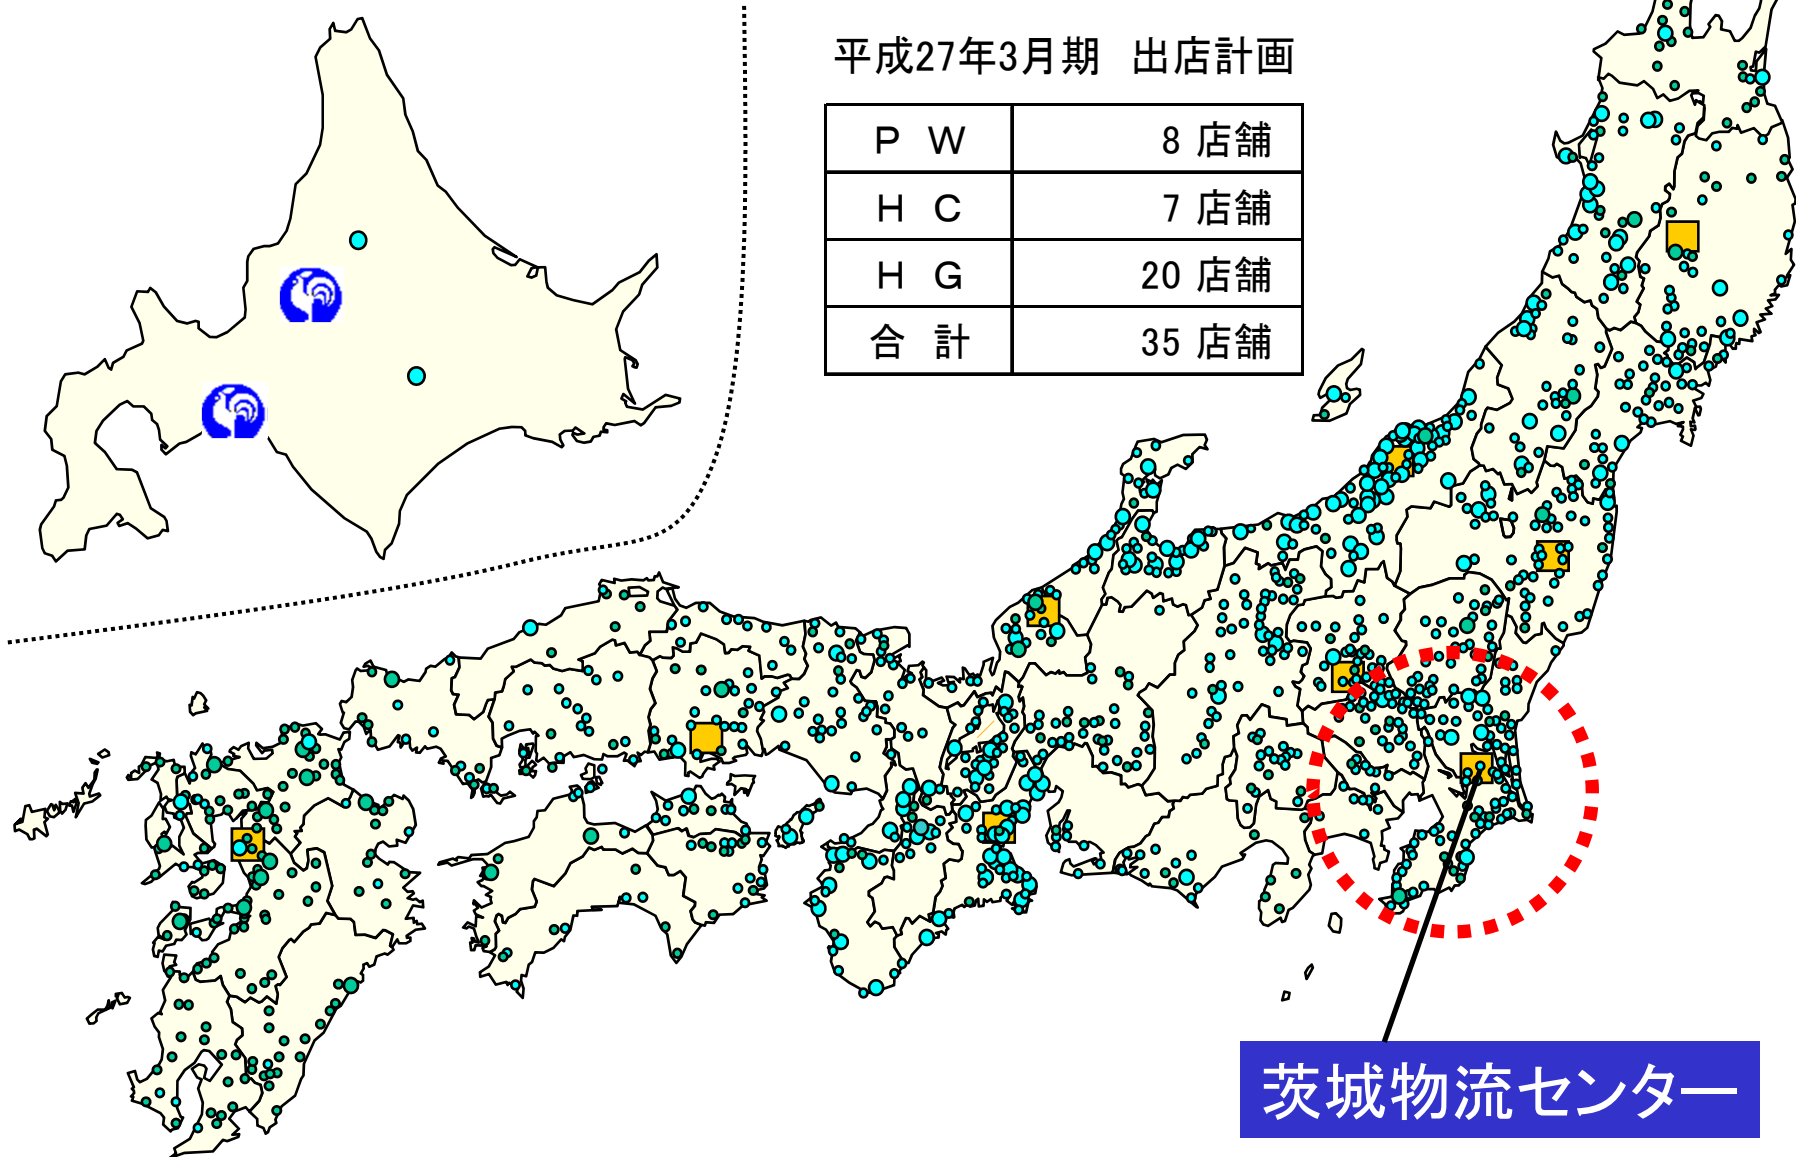 平成27年3月期　出店計画
Ｐ　Ｗ　8 店舗
Ｈ　Ｃ　7 店舗
Ｈ　Ｇ　20 店舗
合　計　35 店舗
茨城物流センター